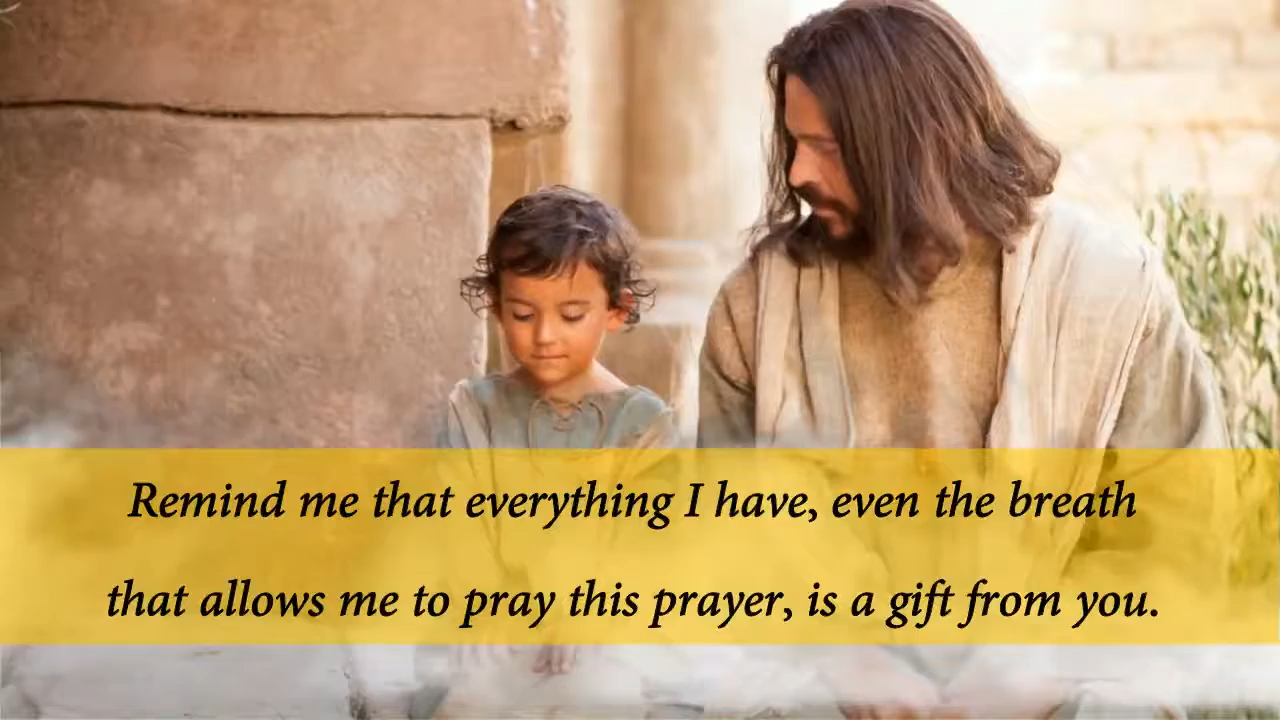 Remind me that everything I have, even the breath
that allows me to pray this prayer, is a gift from you.